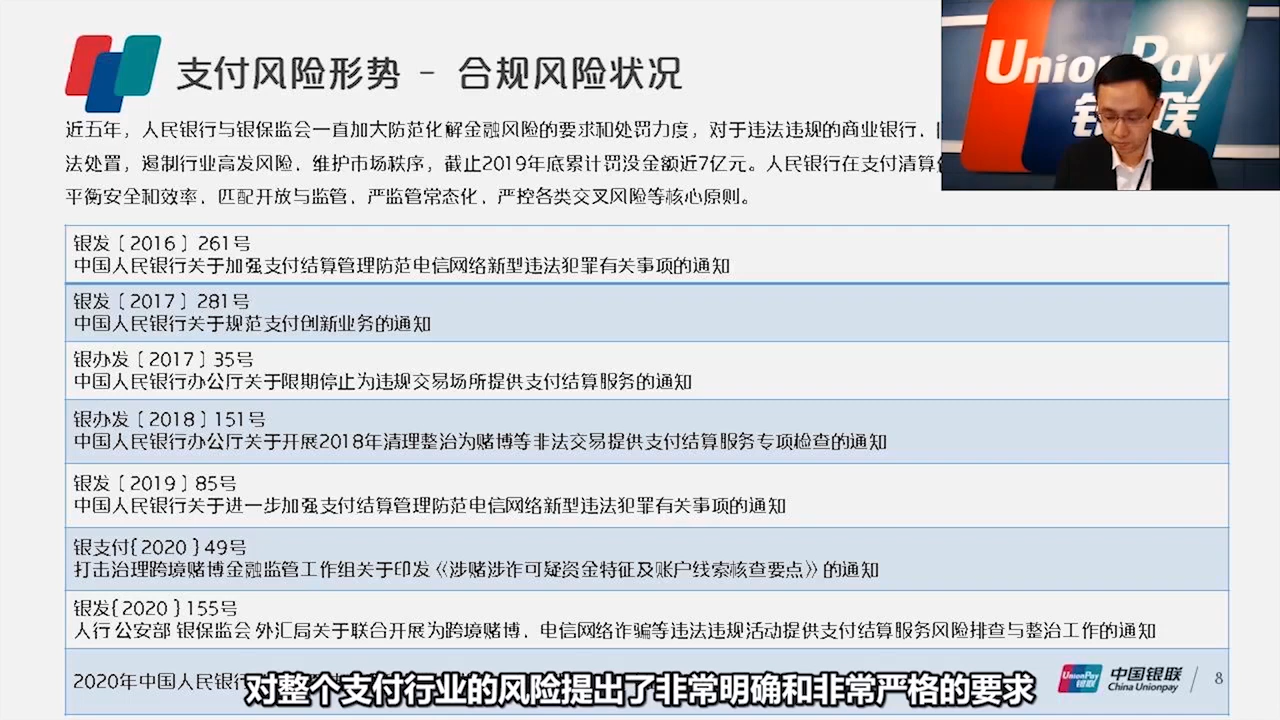 支付风险形势 - 合规风险状况
UnionPay
银联
近五年，人民银行与银保监会一直加大防范化解金融风险的要求和处罚力度，对于违法违规的商业银行、
法处置，遏制行业高发风险，维护市场秩序，截止2019年底累计罚没金额近7亿元。人民银行在支付清算
平衡安全和效率，匹配开放与监管，严监管常态化，严控各类交叉风险等核心原则。
银发〔2016〕261号
中国人民银行关于加强支付结算管理防范电信网络新型违法犯罪有关事项的通知
银发〔2017〕281号
中国人民银行关于规范支付创新业务的通知
银办发〔2017〕35号
中国人民银行办公厅关于限期停止为违规交易场所提供支付结算服务的通知
银办发〔2018〕151号
中国人民银行办公厅关于开展2018年清理整治为赌博等非法交易提供支付结算服务专项检查的通知
银发〔2019〕85号
中国人民银行关于进一步加强支付结算管理防范电信网络新型违法犯罪有关事项的通知
银支付{2020}49号
打击治理跨境赌博金融监管工作组关于印发《涉赌涉诈可疑资金特征及账户线索核查要点》的通知
银发{2020}155号
人行 公安部 银保监会 外汇局关于联合开展为跨境赌博、电信网络诈骗等违法违规活动提供支付结算服务风险排查与整治工作的通知
2020年中国人民银行
对整个支付行业的风险提出了非常明确和非常严格的要求
UnionPay 银联 中国银联 China Unionpay 8